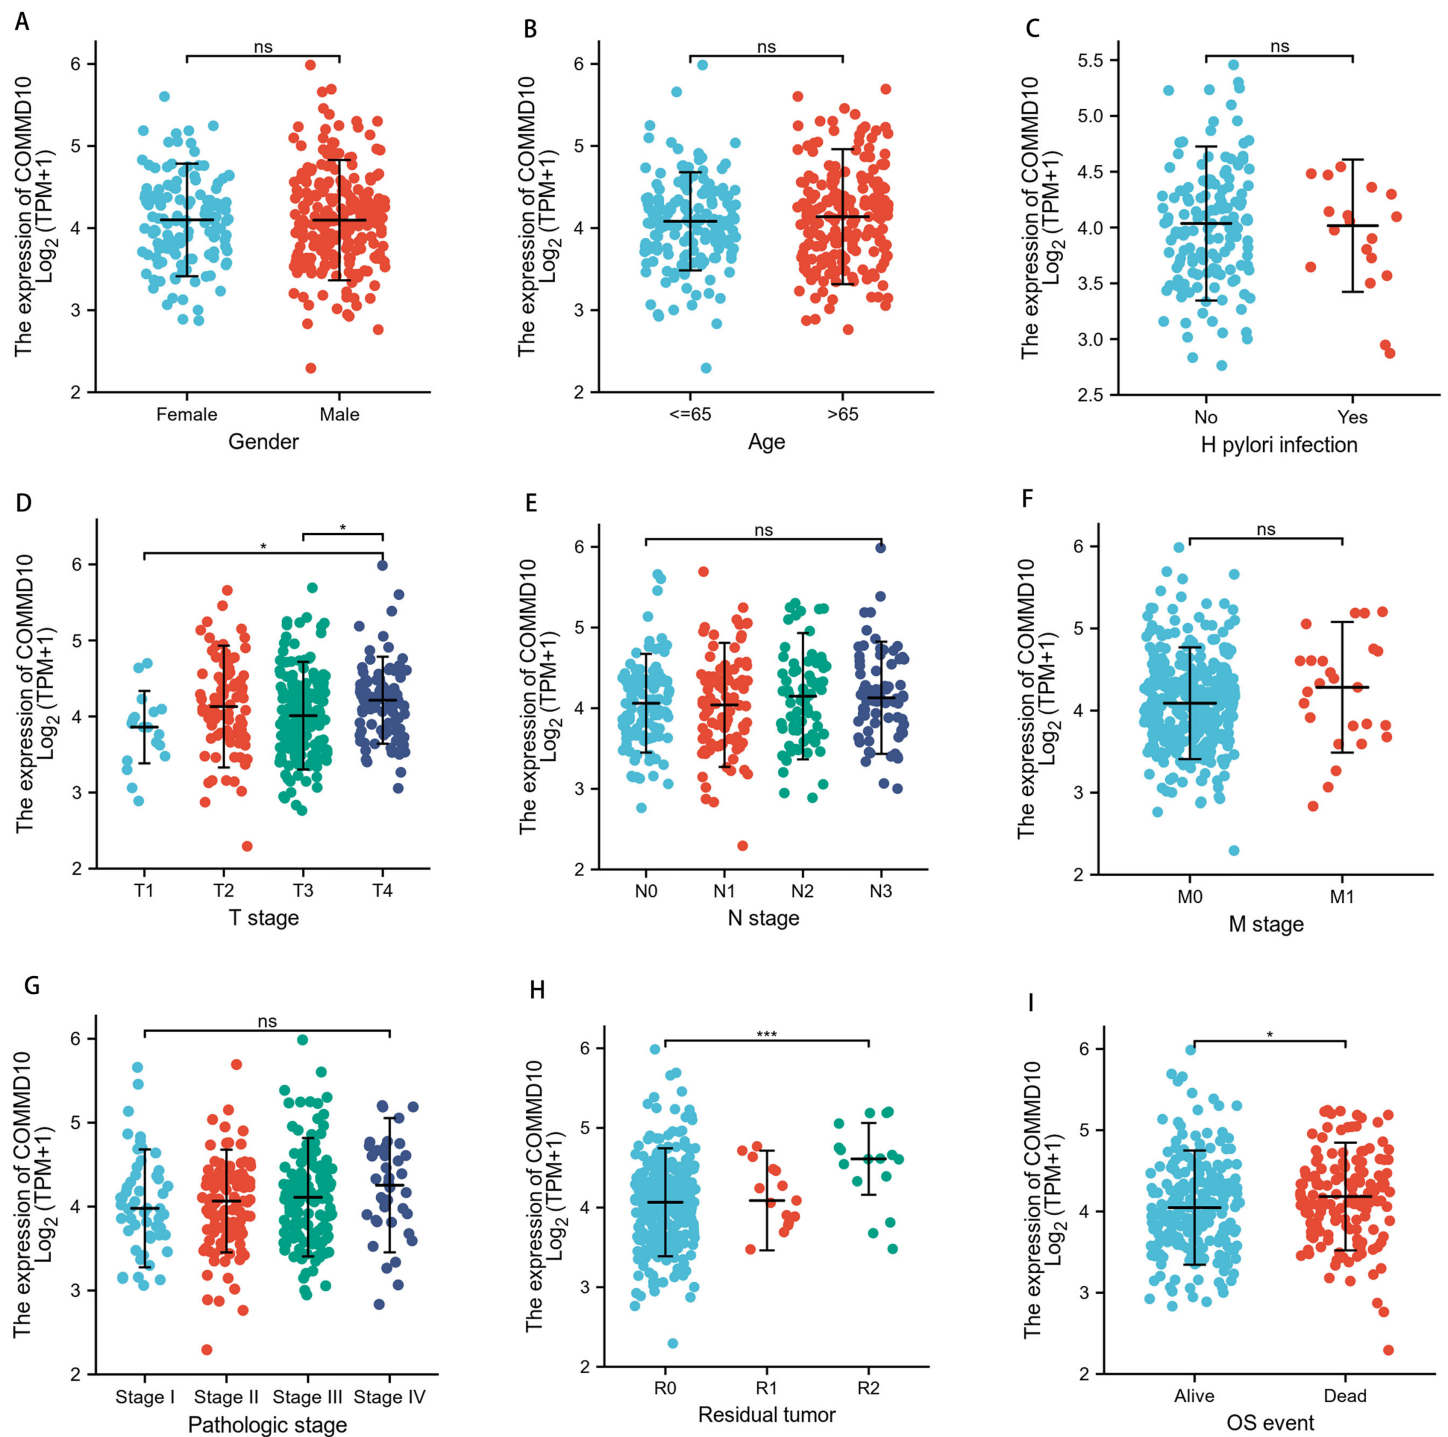 A
The expression of COMMD10
Log2 (TPM+1)
ns
6
5
4
3
2
Female Male
Gender
B
The expression of COMMD10
Log2 (TPM+1)
ns
6
5
4
3
2
<=65 >65
Age
C
The expression of COMMD10
Log2 (TPM+1)
ns
5.5
5.0
4.5
4.0
3.5
3.0
2.5
No Yes
H pylori infection
D
The expression of COMMD10
Log2 (TPM+1)
*
*
6
5
4
3
2
T1 T2 T3 T4
T stage
E
The expression of COMMD10
Log2 (TPM+1)
ns
6
5
4
3
2
N0 N1 N2 N3
N stage
F
The expression of COMMD10
Log2 (TPM+1)
ns
6
5
4
3
2
M0 M1
M stage
G
The expression of COMMD10
Log2 (TPM+1)
ns
6
5
4
3
2
Stage I Stage II Stage III Stage IV
Pathologic stage
H
The expression of COMMD10
Log2 (TPM+1)
***
6
5
4
3
2
R0 R1 R2
Residual tumor
I
The expression of COMMD10
Log2 (TPM+1)
*
6
5
4
3
2
Alive Dead
OS event